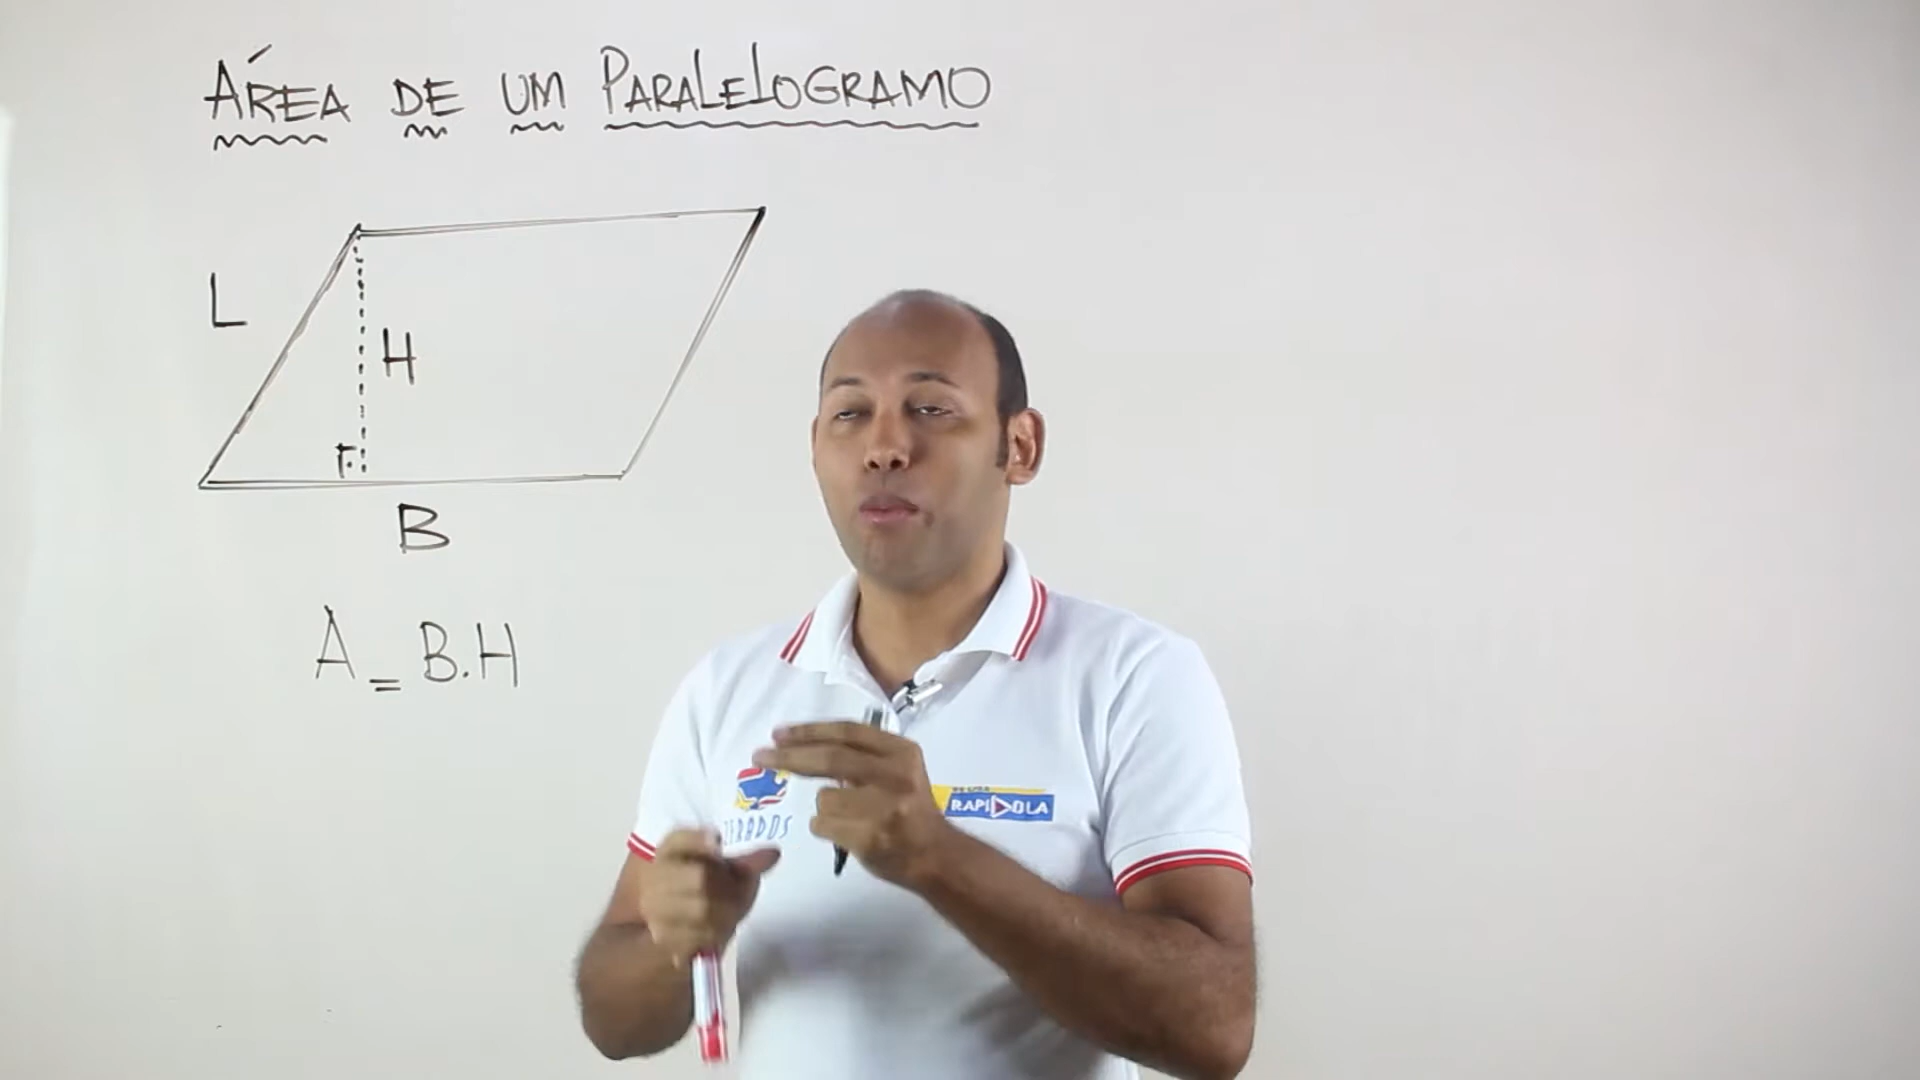 ÁREA DE UM PARALELOGRAMO
L
H
B
A = B.H
RAPIDOLA